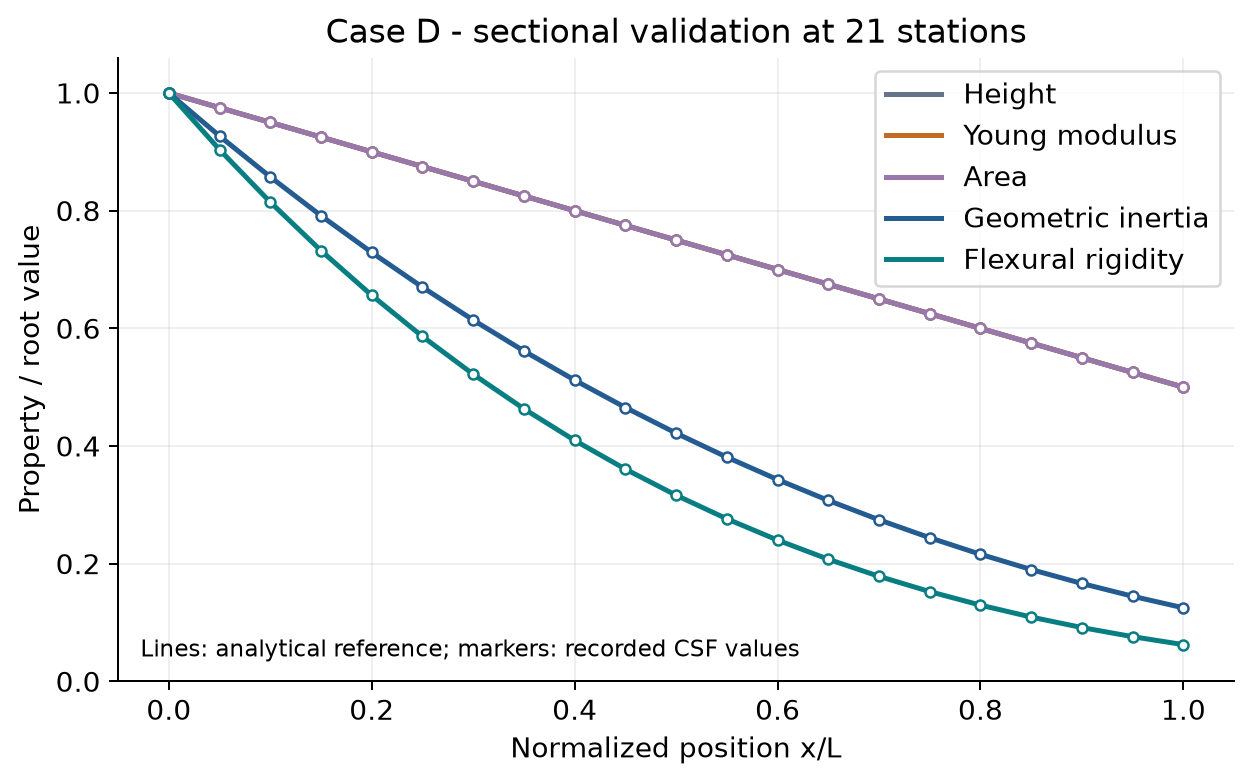 Case D - sectional validation at 21 stations
Property / root value
1.0
0.8
0.6
0.4
0.2
0.0
Height
Young modulus
Area
Geometric inertia
Flexural rigidity
Lines: analytical reference; markers: recorded CSF values
0.0 0.2 0.4 0.6 0.8 1.0
Normalized position x/L